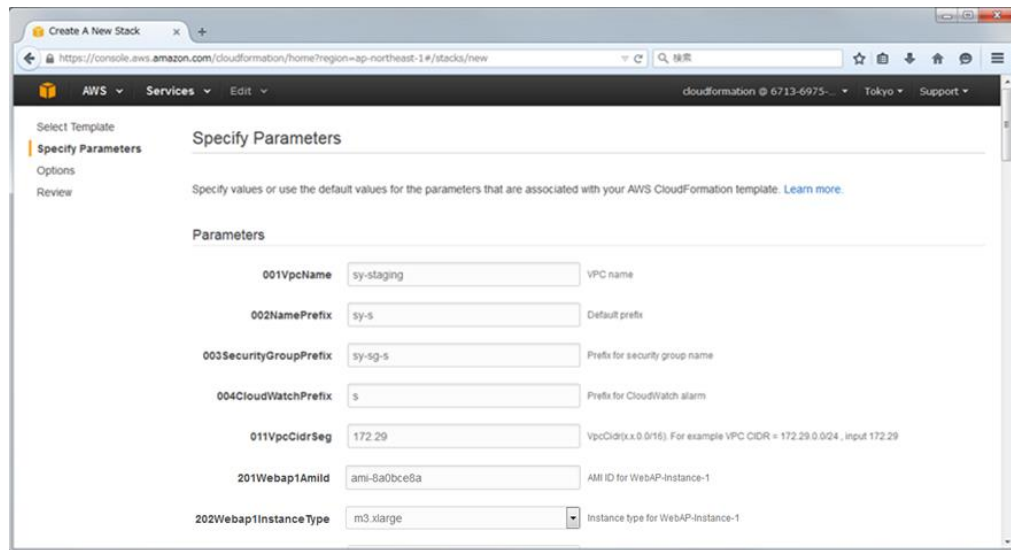 Create A New Stack
https://console.aws.amazon.com/cloudformation/home?region=ap-northeast-1#/stacks/new
検索
AWS Services Edit cloudformation @ 6713-6975-... Tokyo Support
Select Template
Specify Parameters
Options
Review
Specify Parameters
Specify values or use the default values for the parameters that are associated with your AWS CloudFormation template. Learn more.
Parameters
001VpcName sy-staging VPC name
002NamePrefix sy-s Default prefix
003SecurityGroupPrefix sy-sg-s Prefix for security group name
004CloudWatchPrefix s Prefix for CloudWatch alarm
011VpcCidrSeg 172.29 VpcCidr(x.x.0.0/16). For example VPC CIDR = 172.29.0.0/24 , input 172.29
201Webap1AmiId ami-8a0bce8a AMI ID for WebAP-Instance-1
202Webap1InstanceType m3.xlarge Instance type for WebAP-Instance-1